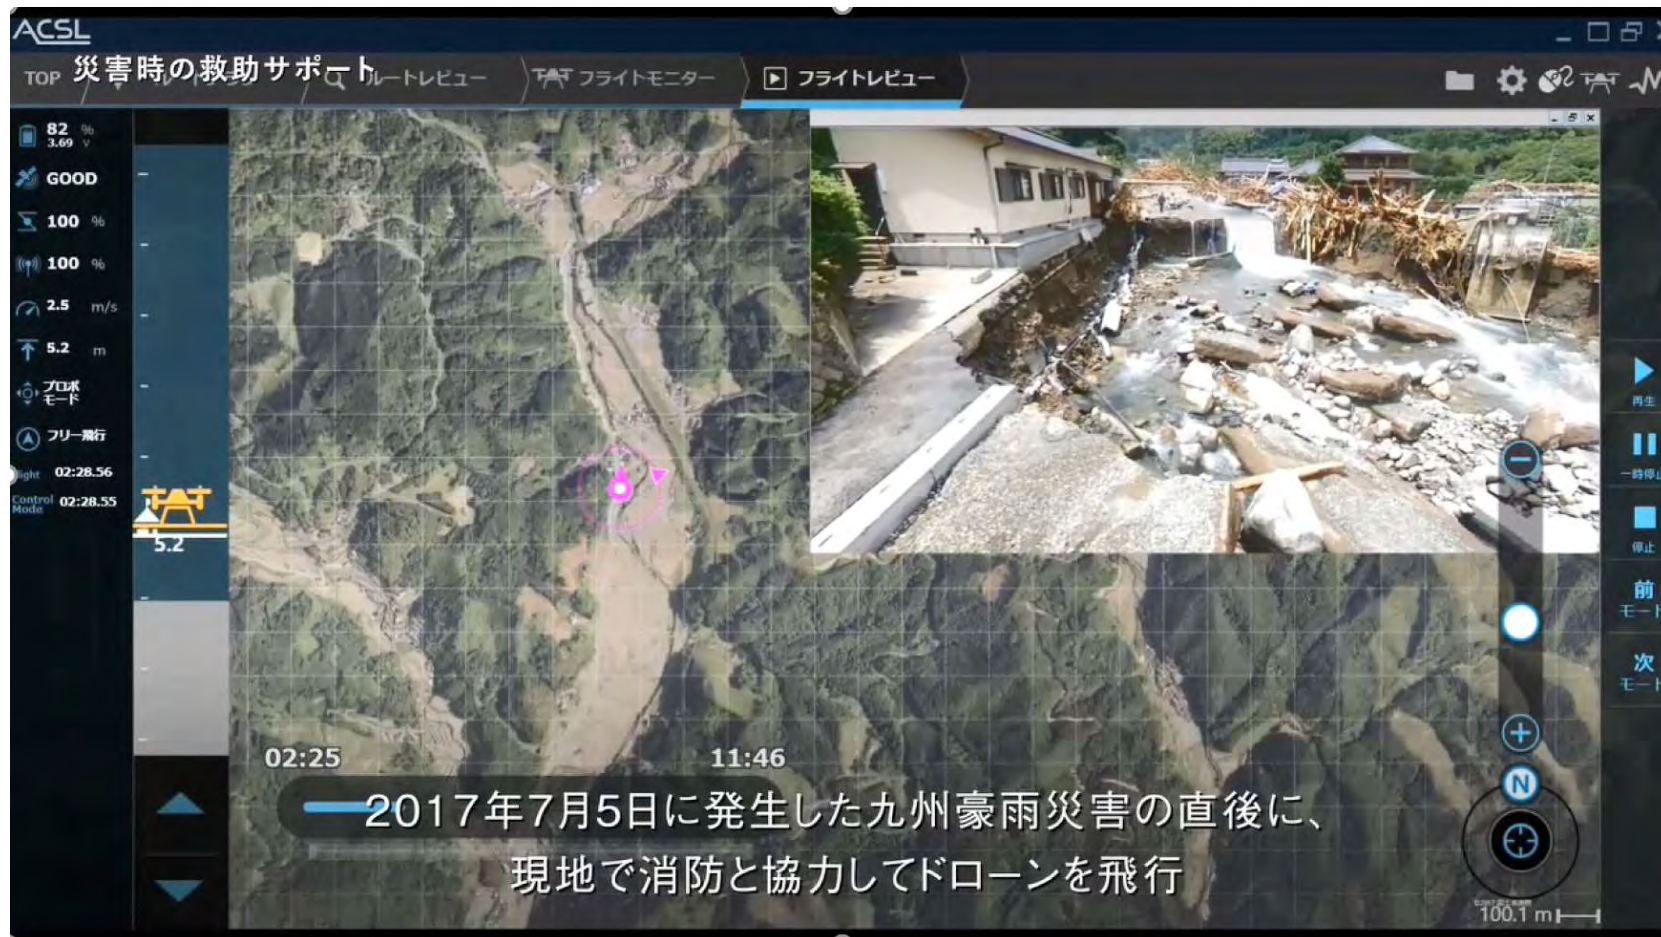 ACSL
災害時の救助サポート
TOP
ルートレビュー
フライトモニター
フライトレビュー
82 %
3.69 V
GOOD
100 %
100 %
2.5 m/s
5.2 m
プロポ
モード
フリー飛行
02:28.56
Control
Mode
02:28.55
5.2
再生
一時停止
停止
前
モード
次
モード
02:25
11:46
2017年7月5日に発生した九州豪雨災害の直後に、
現地で消防と協力してドローンを飛行
N
100.1 m